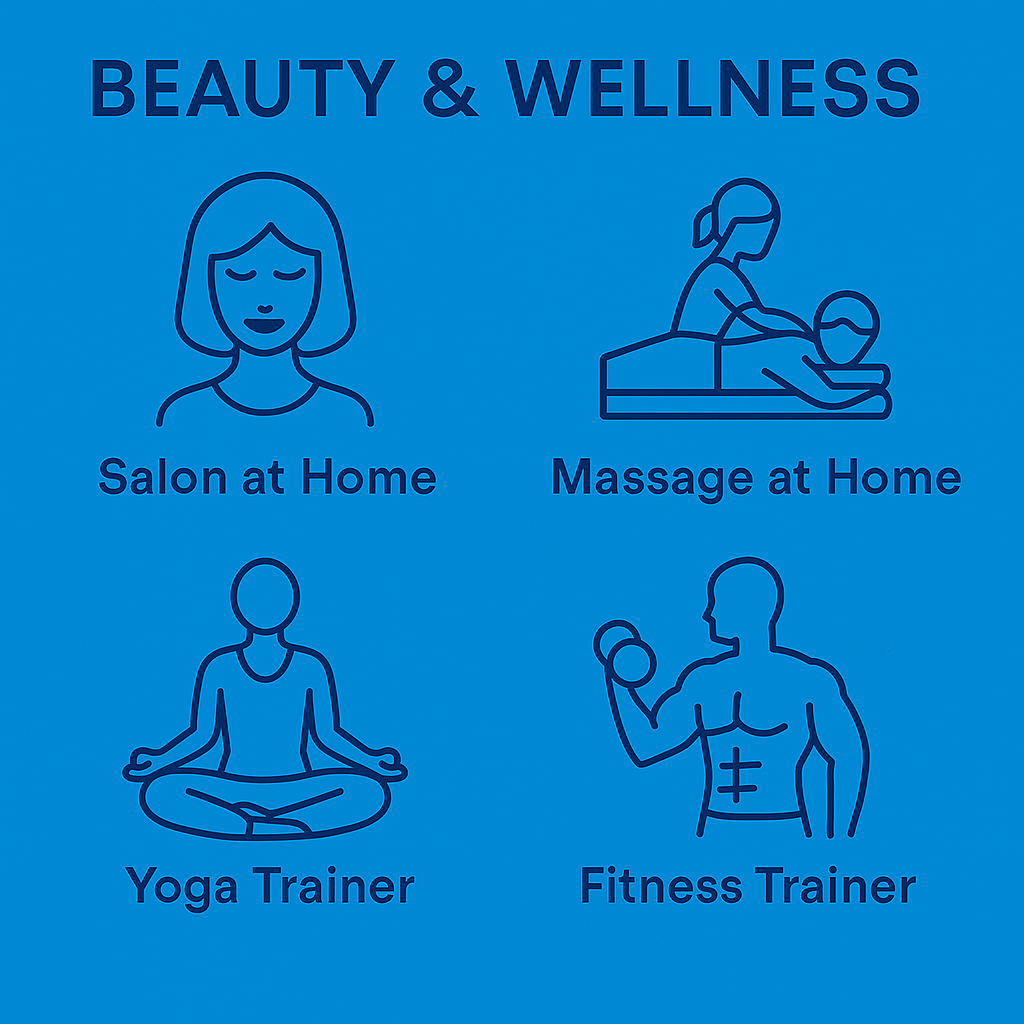 BEAUTY & WELLNESS
Salon at Home
Massage at Home
Yoga Trainer
Fitness Trainer